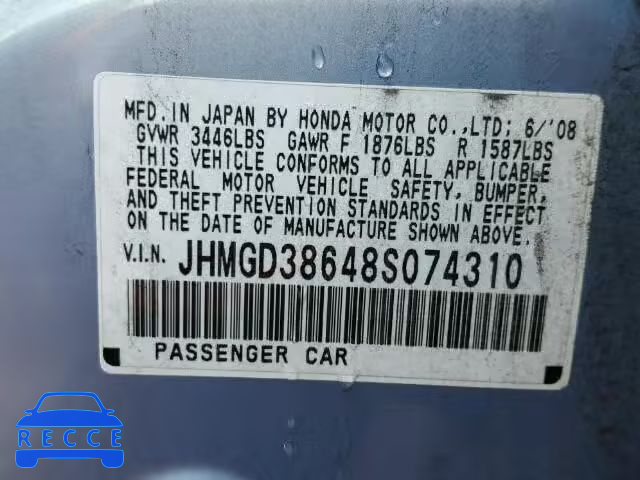 MFD. IN JAPAN BY HONDA MOTOR CO.,LTD; 6/'08
GVWR 3446LBS GAWR F 1876LBS R 1587LBS
THIS VEHICLE CONFORMS TO ALL APPLICABLE
FEDERAL MOTOR VEHICLE SAFETY, BUMPER,
AND THEFT PREVENTION STANDARDS IN EFFECT
ON THE DATE OF MANUFACTURE SHOWN ABOVE.
V.I.N. JHMGD38648S074310
PASSENGER CAR
RECCE